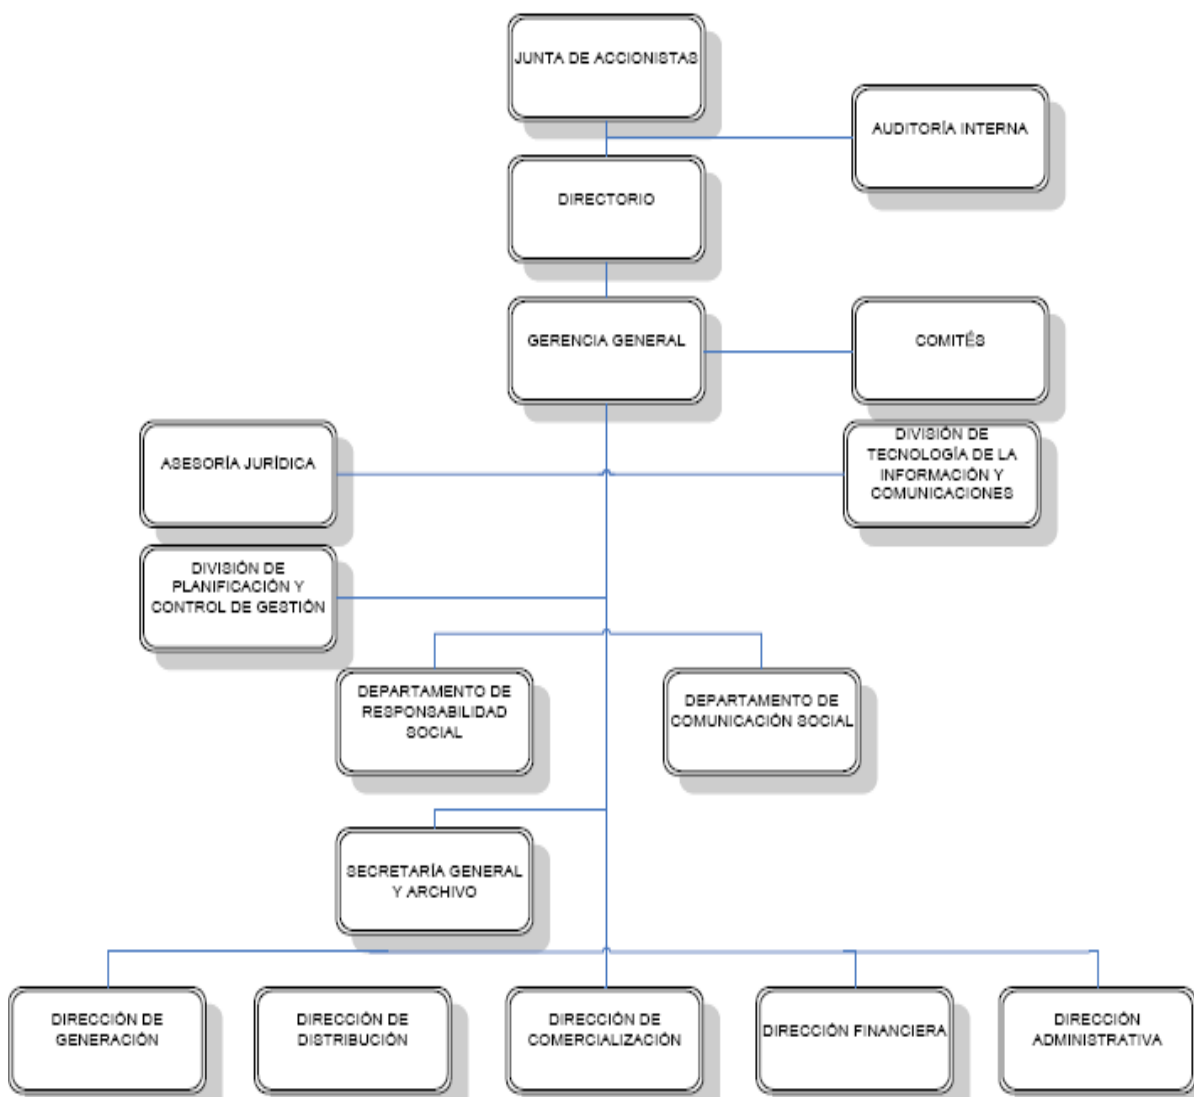 JUNTA DE ACCIONISTAS
AUDITORÍA INTERNA
DIRECTORIO
GERENCIA GENERAL
COMITÉS
ASESORÍA JURÍDICA
DIVISIÓN DE
TECNOLOGÍA DE LA
INFORMACIÓN Y
COMUNICACIONES
DIVISIÓN DE
PLANIFICACIÓN Y
CONTROL DE GESTIÓN
DEPARTAMENTO DE
RESPONSABILIDAD
SOCIAL
DEPARTAMENTO DE
COMUNICACIÓN SOCIAL
SECRETARÍA GENERAL
Y ARCHIVO
DIRECCIÓN DE
GENERACIÓN
DIRECCIÓN DE
DISTRIBUCIÓN
DIRECCIÓN DE
COMERCIALIZACIÓN
DIRECCIÓN FINANCIERA
DIRECCIÓN
ADMINISTRATIVA